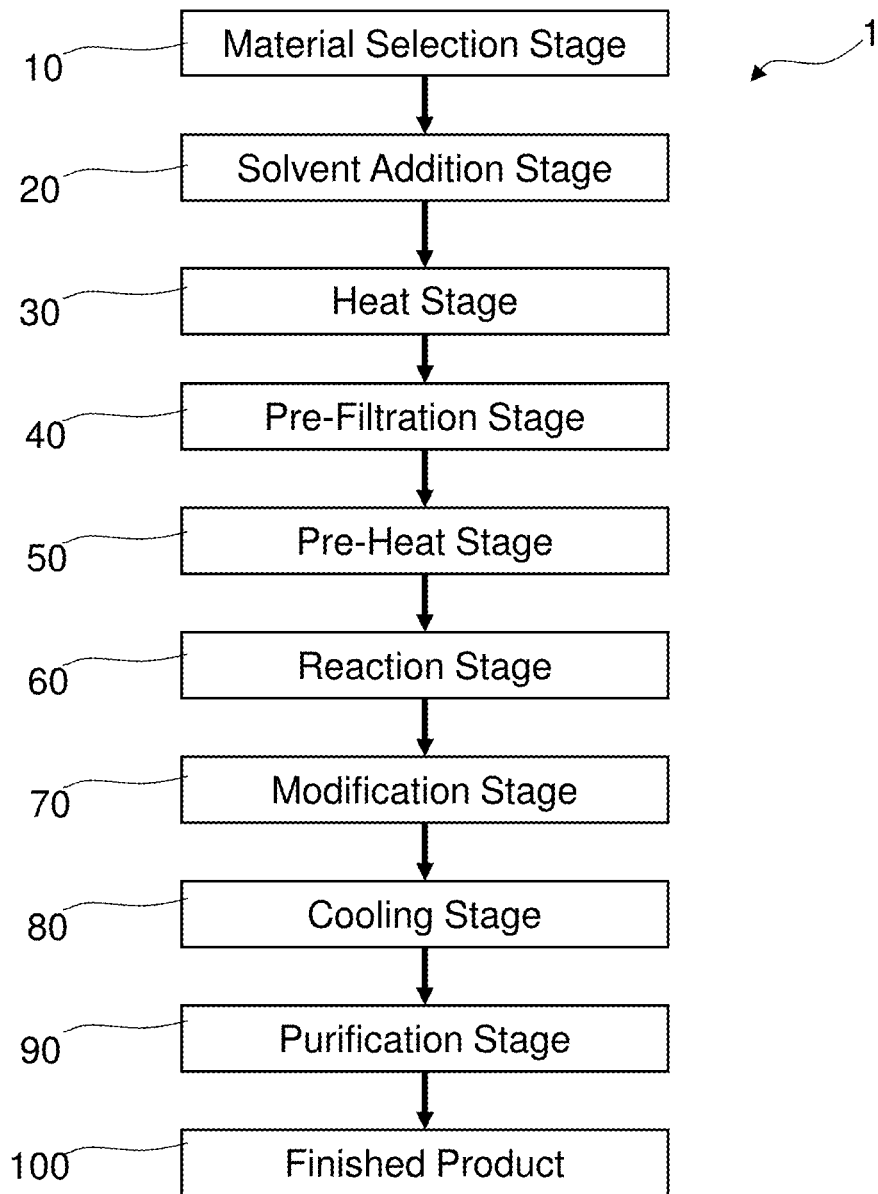 1
10 Material Selection Stage
20 Solvent Addition Stage
30 Heat Stage
40 Pre-Filtration Stage
50 Pre-Heat Stage
60 Reaction Stage
70 Modification Stage
80 Cooling Stage
90 Purification Stage
100 Finished Product